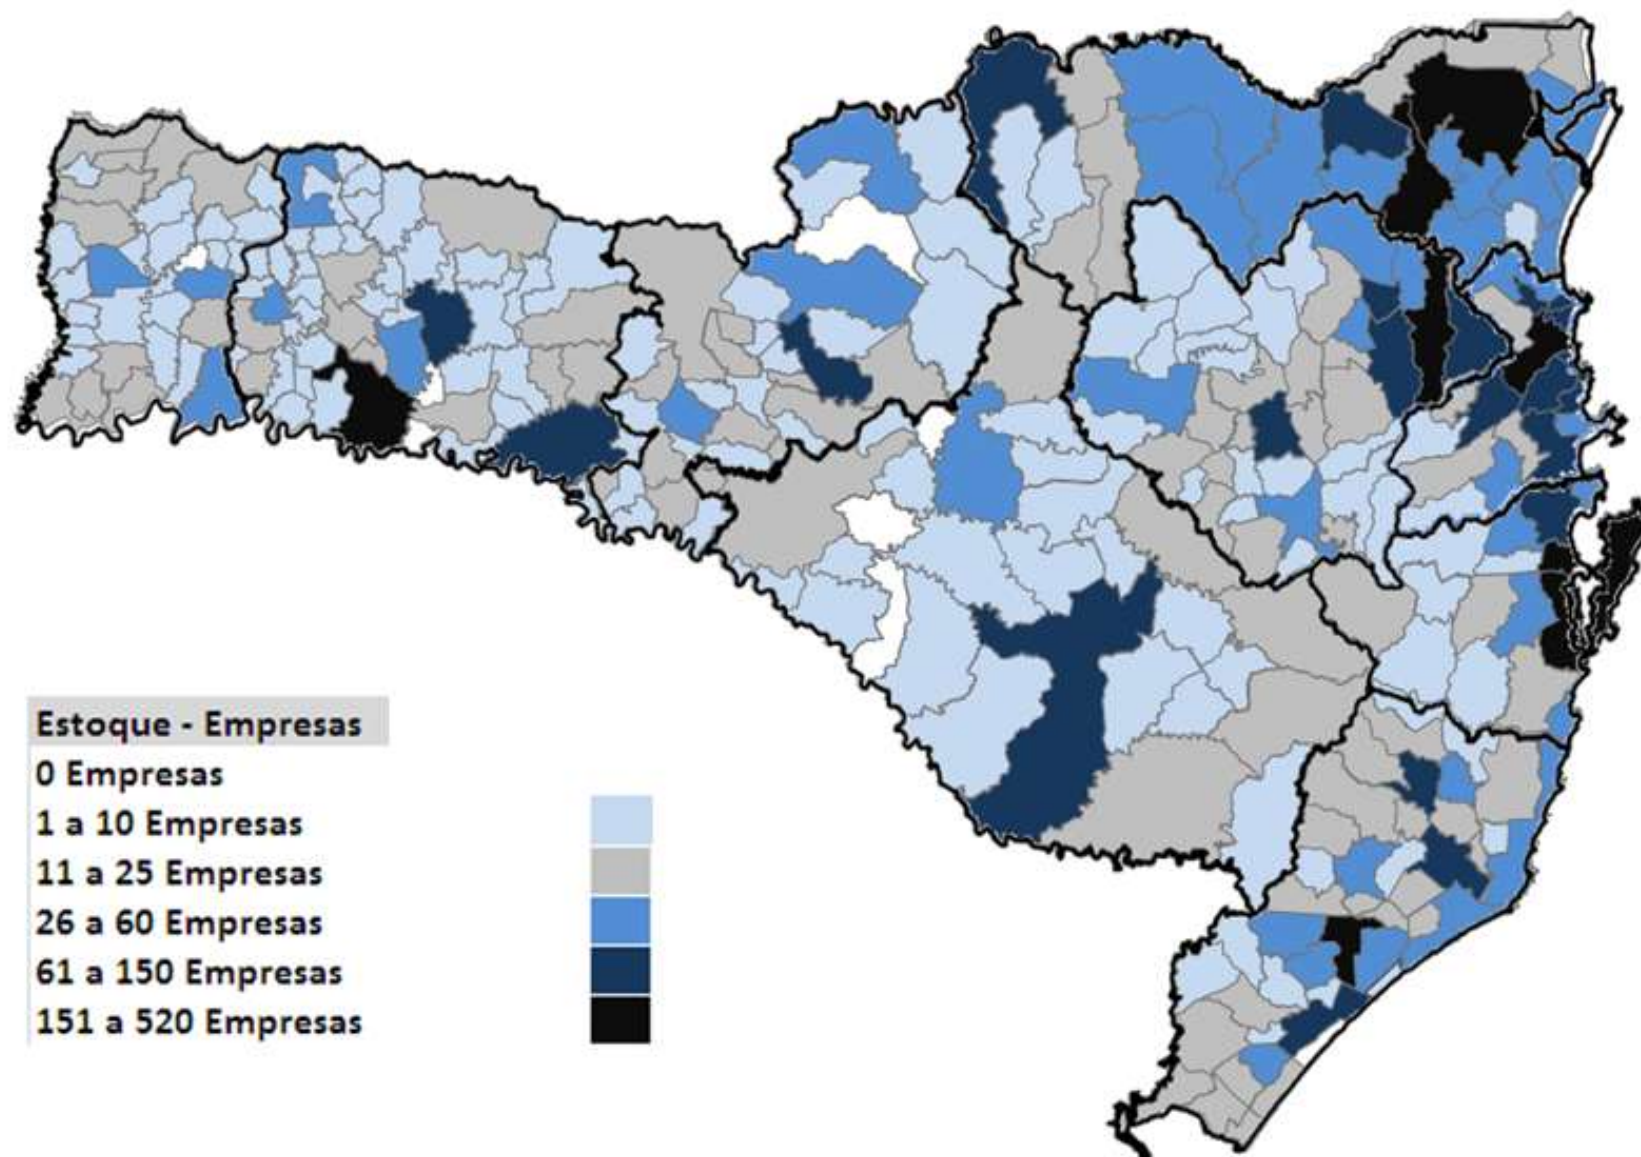 Estoque - Empresas
0 Empresas
1 a 10 Empresas
11 a 25 Empresas
26 a 60 Empresas
61 a 150 Empresas
151 a 520 Empresas